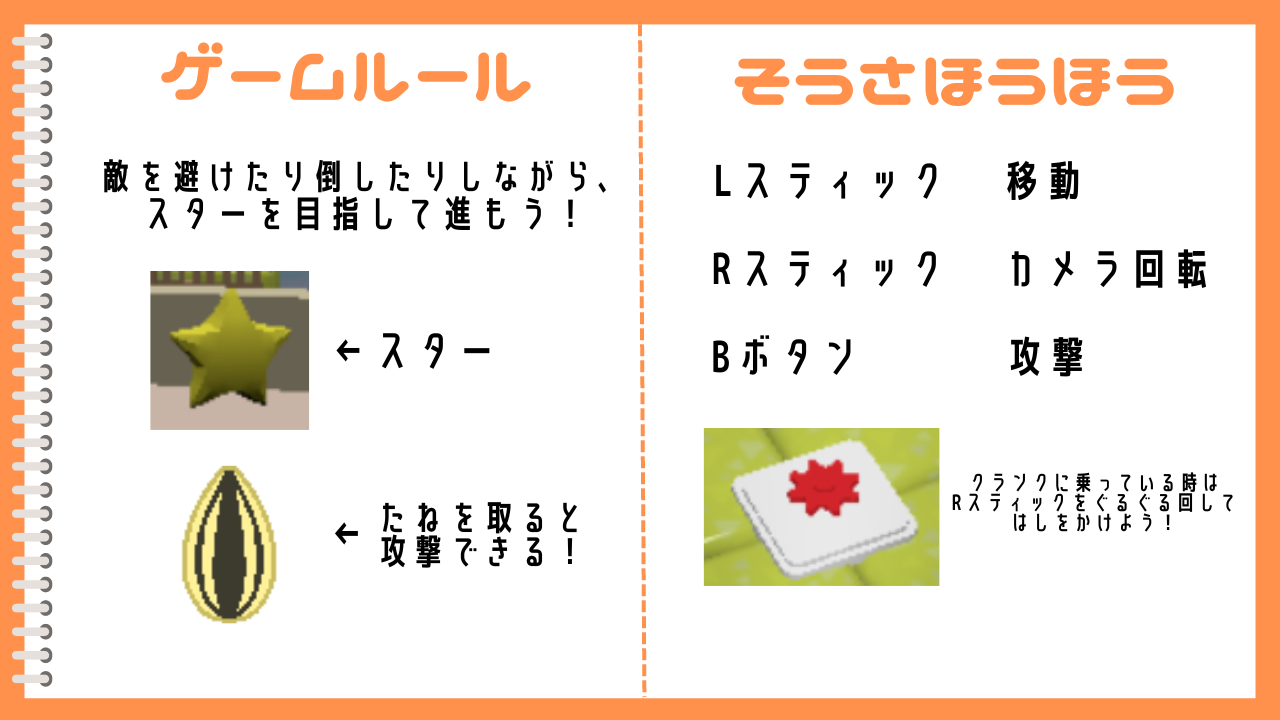 ゲームルール
敵を避けたり倒したりしながら、
スターを目指して進もう！
←スター
←たねを取ると
攻撃できる！
そうさほうほう
Lスティック 移動
Rスティック カメラ回転
Bボタン 攻撃
クランクに乗っている時は
Rスティックをぐるぐる回して
はしをかけよう！